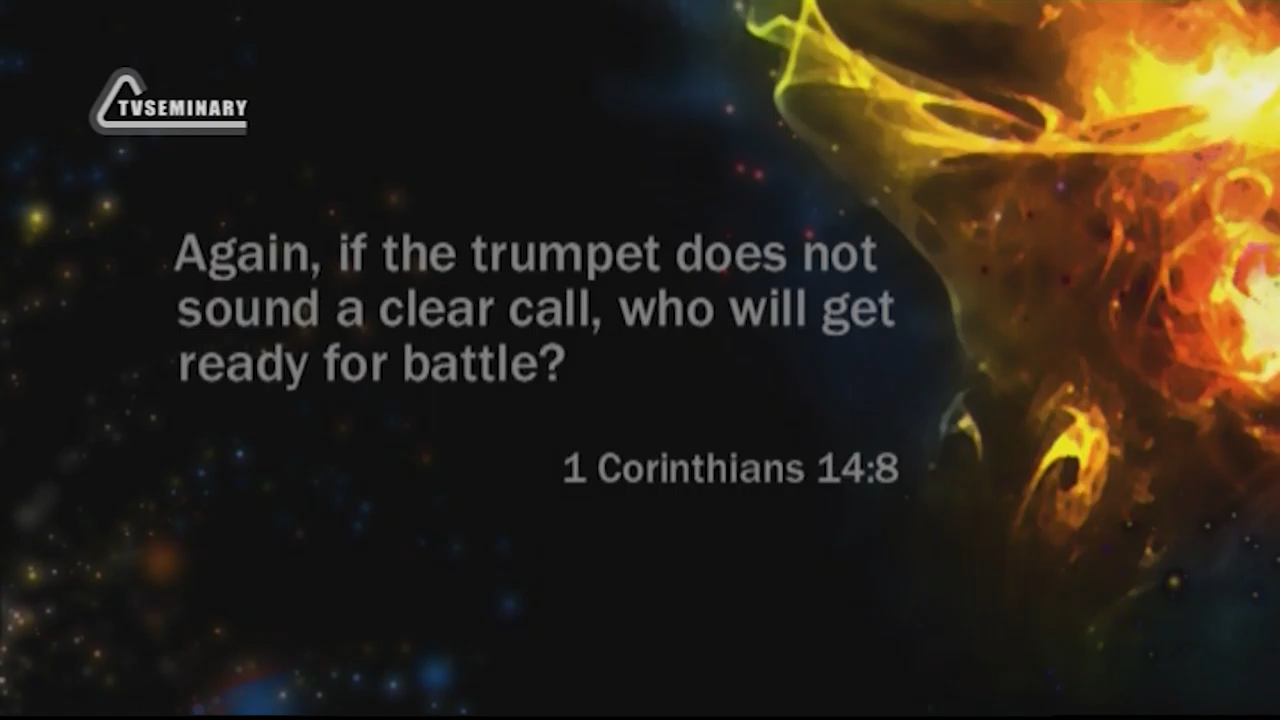 TVSEMINARY
Again, if the trumpet does not
sound a clear call, who will get
ready for battle?
1 Corinthians 14:8